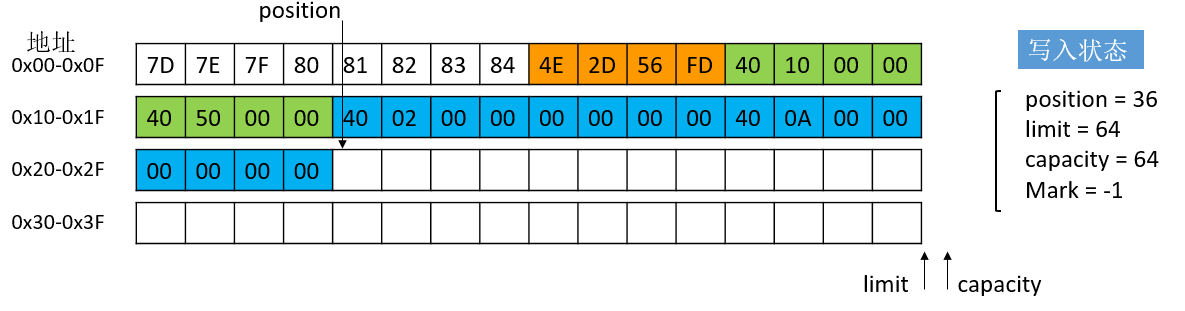 position
地址
写入状态
0x00-0x0F 7D 7E 7F 80 81 82 83 84 4E 2D 56 FD 40 10 00 00
0x10-0x1F 40 50 00 00 40 02 00 00 00 00 00 00 40 0A 00 00
0x20-0x2F 00 00 00 00
0x30-0x3F
position = 36
limit = 64
capacity = 64
Mark = -1
limit
capacity